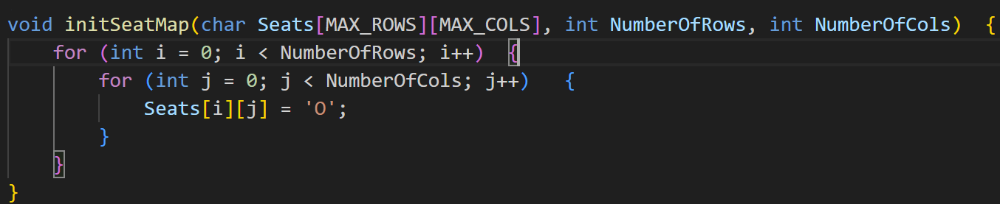 void initSeatMap(char Seats[MAX_ROWS][MAX_COLS], int NumberOfRows, int NumberOfCols)  {
    for (int i = 0; i < NumberOfRows; i++)  {
        for (int j = 0; j < NumberOfCols; j++)   {
            Seats[i][j] = 'O';
        }
    }
}